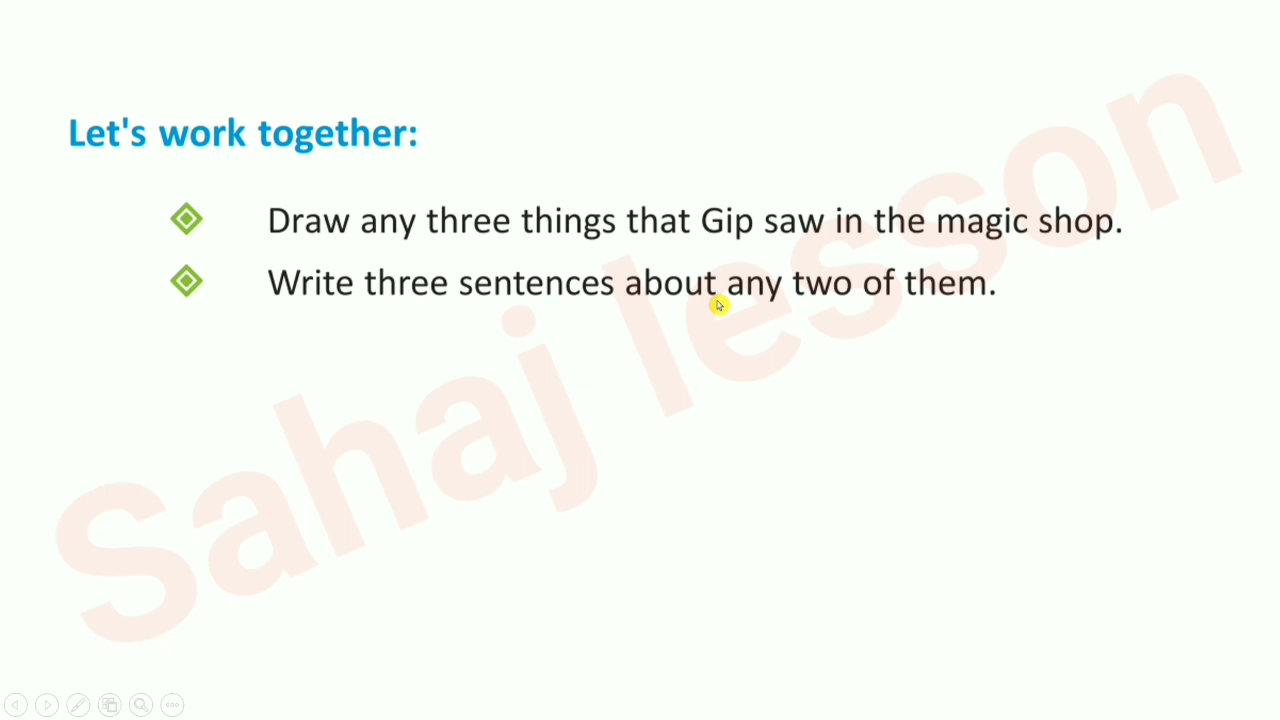 Let's work together:
Draw any three things that Gip saw in the magic shop.
Write three sentences about any two of them.
Sahaj lesson